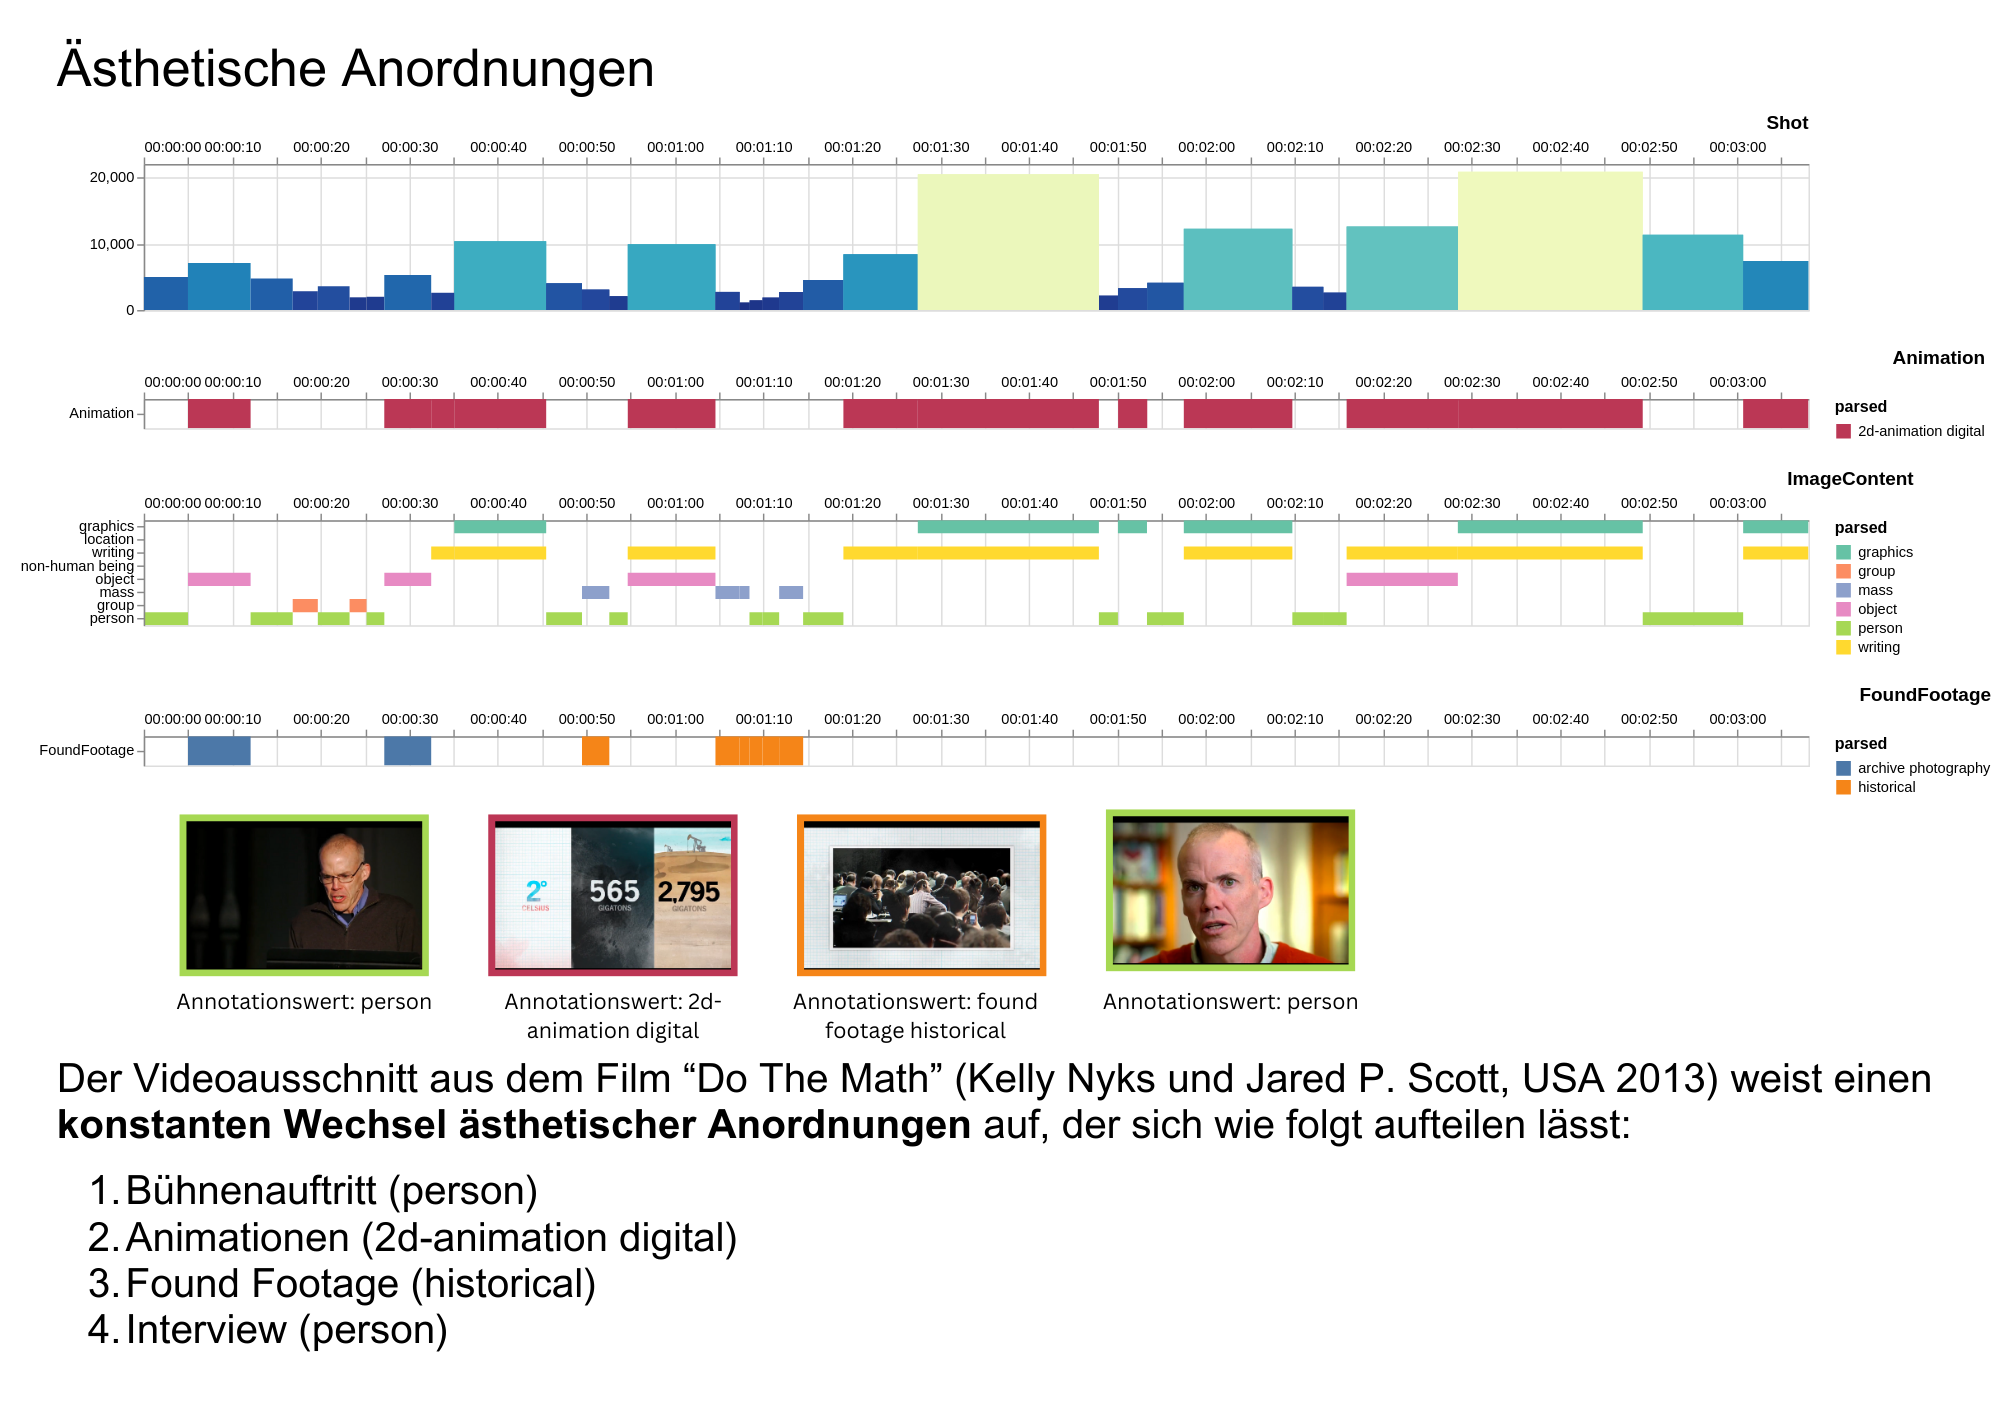 Ästhetische Anordnungen
Shot
00:00:00 00:00:10 00:00:20 00:00:30 00:00:40 00:00:50 00:01:00 00:01:10 00:01:20 00:01:30 00:01:40 00:01:50 00:02:00 00:02:10 00:02:20 00:02:30 00:02:40 00:02:50 00:03:00
20,000
10,000
0
Animation
00:00:00 00:00:10 00:00:20 00:00:30 00:00:40 00:00:50 00:01:00 00:01:10 00:01:20 00:01:30 00:01:40 00:01:50 00:02:00 00:02:10 00:02:20 00:02:30 00:02:40 00:02:50 00:03:00
Animation
parsed
2d-animation digital
ImageContent
00:00:00 00:00:10 00:00:20 00:00:30 00:00:40 00:00:50 00:01:00 00:01:10 00:01:20 00:01:30 00:01:40 00:01:50 00:02:00 00:02:10 00:02:20 00:02:30 00:02:40 00:02:50 00:03:00
graphics
location
writing
non-human being
object
mass
group
person
parsed
graphics
group
mass
object
person
writing
FoundFootage
00:00:00 00:00:10 00:00:20 00:00:30 00:00:40 00:00:50 00:01:00 00:01:10 00:01:20 00:01:30 00:01:40 00:01:50 00:02:00 00:02:10 00:02:20 00:02:30 00:02:40 00:02:50 00:03:00
FoundFootage
parsed
archive photography
historical
2°
CELSIUS
565
GIGATONS
2,795
GIGATONS
Annotationswert: person
Annotationswert: 2d-
animation digital
Annotationswert: found
footage historical
Annotationswert: person
Der Videoausschnitt aus dem Film “Do The Math” (Kelly Nyks und Jared P. Scott, USA 2013) weist einen
konstanten Wechsel ästhetischer Anordnungen auf, der sich wie folgt aufteilen lässt:
1. Bühnenauftritt (person)
2. Animationen (2d-animation digital)
3. Found Footage (historical)
4. Interview (person)